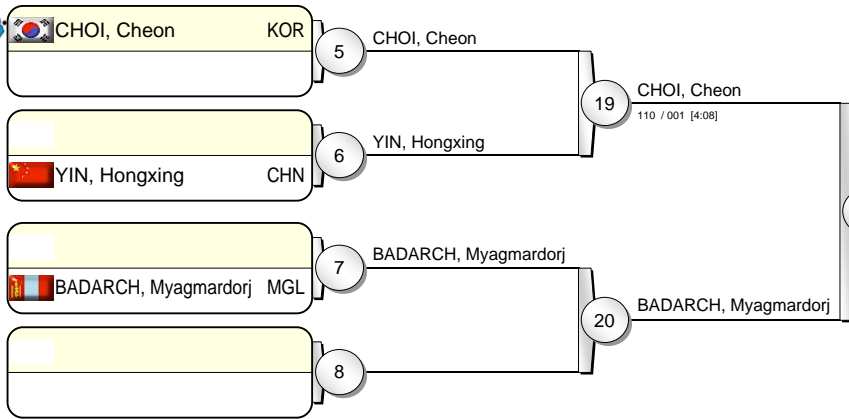 CHOI, Cheon KOR
5
CHOI, Cheon
19
CHOI, Cheon
110 / 001 [4:08]
6
YIN, Hongxing
YIN, Hongxing CHN
7
BADARCH, Myagmardorj
BADARCH, Myagmardorj MGL
20
BADARCH, Myagmardorj
8